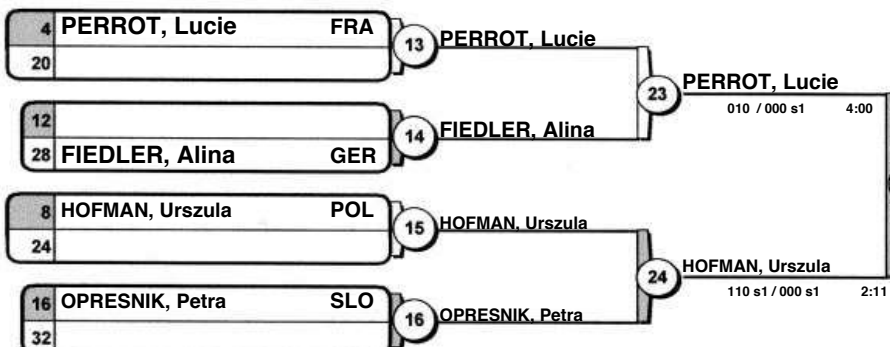 4 PERROT, Lucie FRA
20
13 PERROT, Lucie
12
28 FIEDLER, Alina GER
14 FIEDLER, Alina
23 PERROT, Lucie
010 / 000 s1 4:00
8 HOFMAN, Urszula POL
24
15 HOFMAN, Urszula
16 OPRESNIK, Petra SLO
32
16 OPRESNIK, Petra
24 HOFMAN, Urszula
110 s1 / 000 s1 2:11